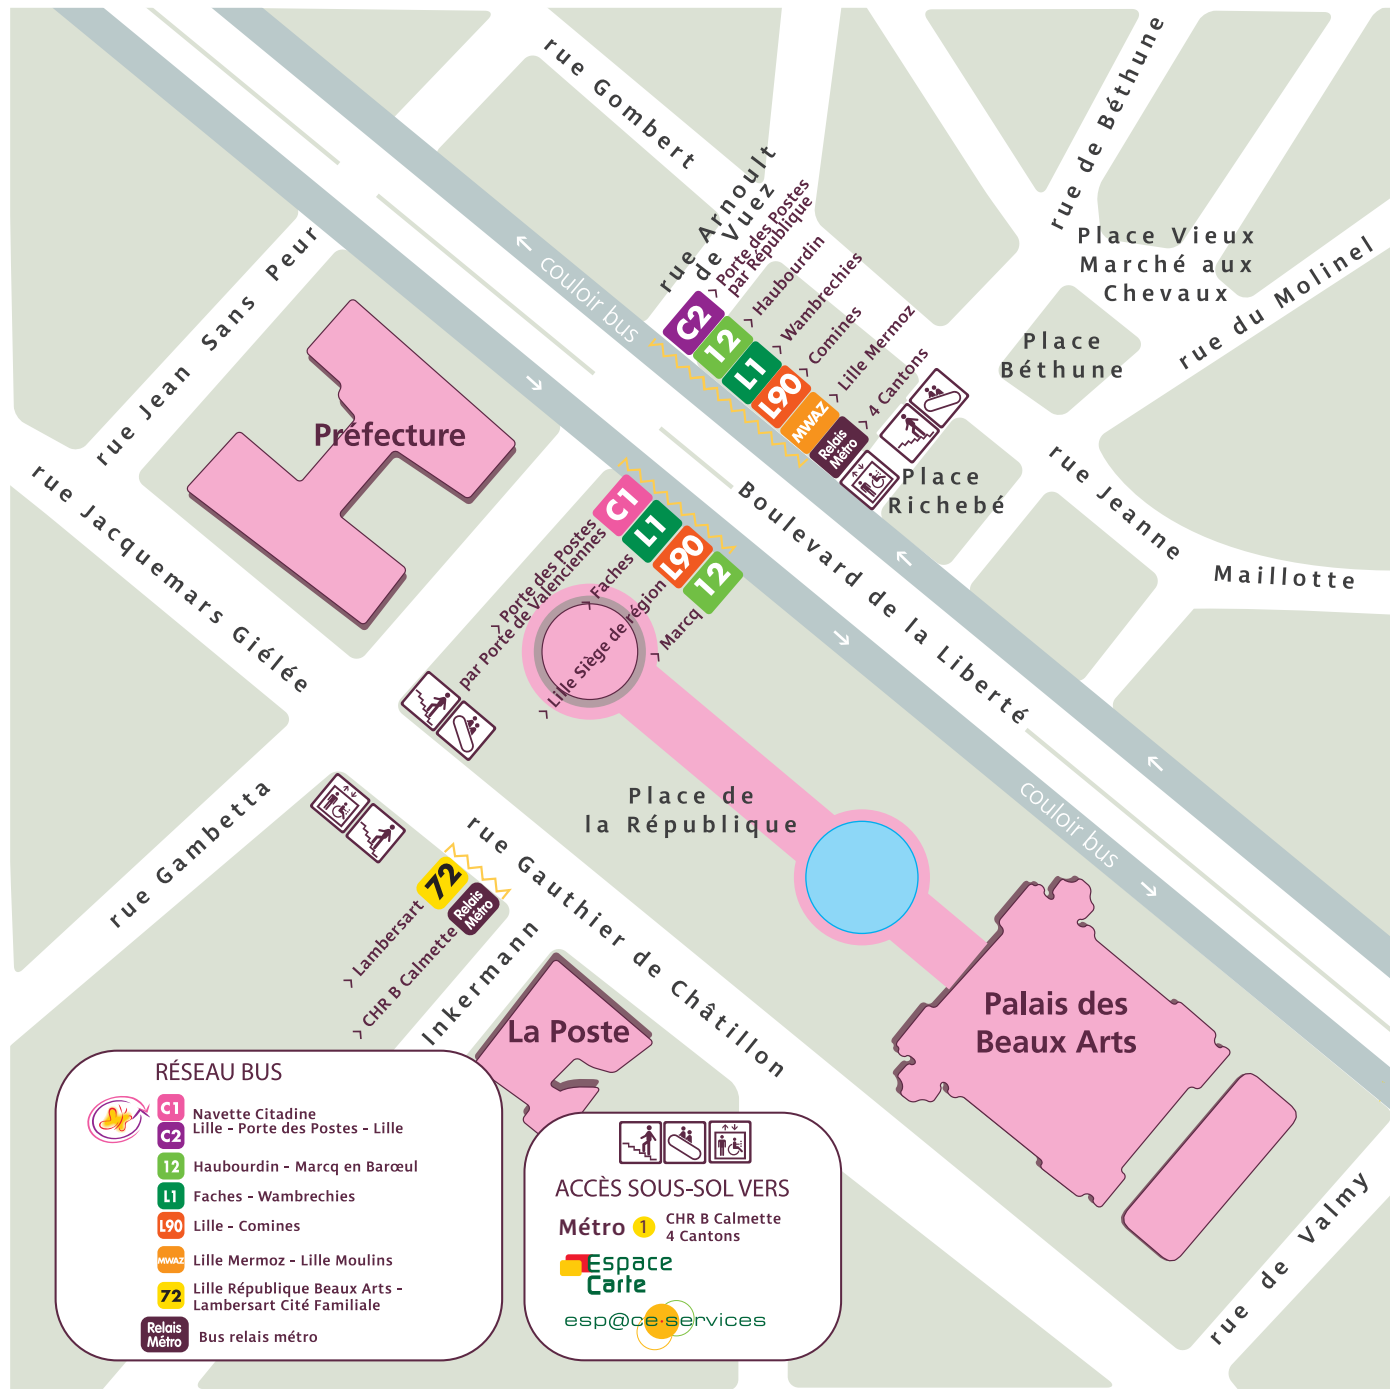 rue Gombert
rue de Béthune
rue Arnoult
de Vuez
Place Vieux
Marché aux
Chevaux
rue du Molinel
Place
Béthune
rue Jean Sans Peur
← couloir bus
→
> Porte des Postes
par République
> Haubourdin
> Wambrechies
> Comines
> Lille Mermoz
> 4 Cantons
C2
12
L1
L90
MWAZ
Relais
Métro
Place
Richebé
rue Jeanne Maillotte
Préfecture
rue Jacquemars Giélée
Boulevard de la Liberté
C1
L1
L90
12
> Porte des Postes
par Porte de Valenciennes
> Faches
> Lille Siège de région
> Marcq
←
→
←
couloir bus →
Place de
la République
rue Gambetta
rue Gauthier de Châtillon
72
Relais
Métro
> Lambersart
> CHR B Calmette
Inkermann
La Poste
Palais des
Beaux Arts
rue de Valmy
RÉSEAU BUS
C1 Navette Citadine
C2 Lille - Porte des Postes - Lille
12 Haubourdin - Marcq en Barœul
L1 Faches - Wambrechies
L90 Lille - Comines
MWAZ Lille Mermoz - Lille Moulins
72 Lille République Beaux Arts -
Lambersart Cité Familiale
Relais
Métro Bus relais métro
ACCÈS SOUS-SOL VERS
Métro 1 CHR B Calmette
4 Cantons
Espace
Carte
esp@ce·services